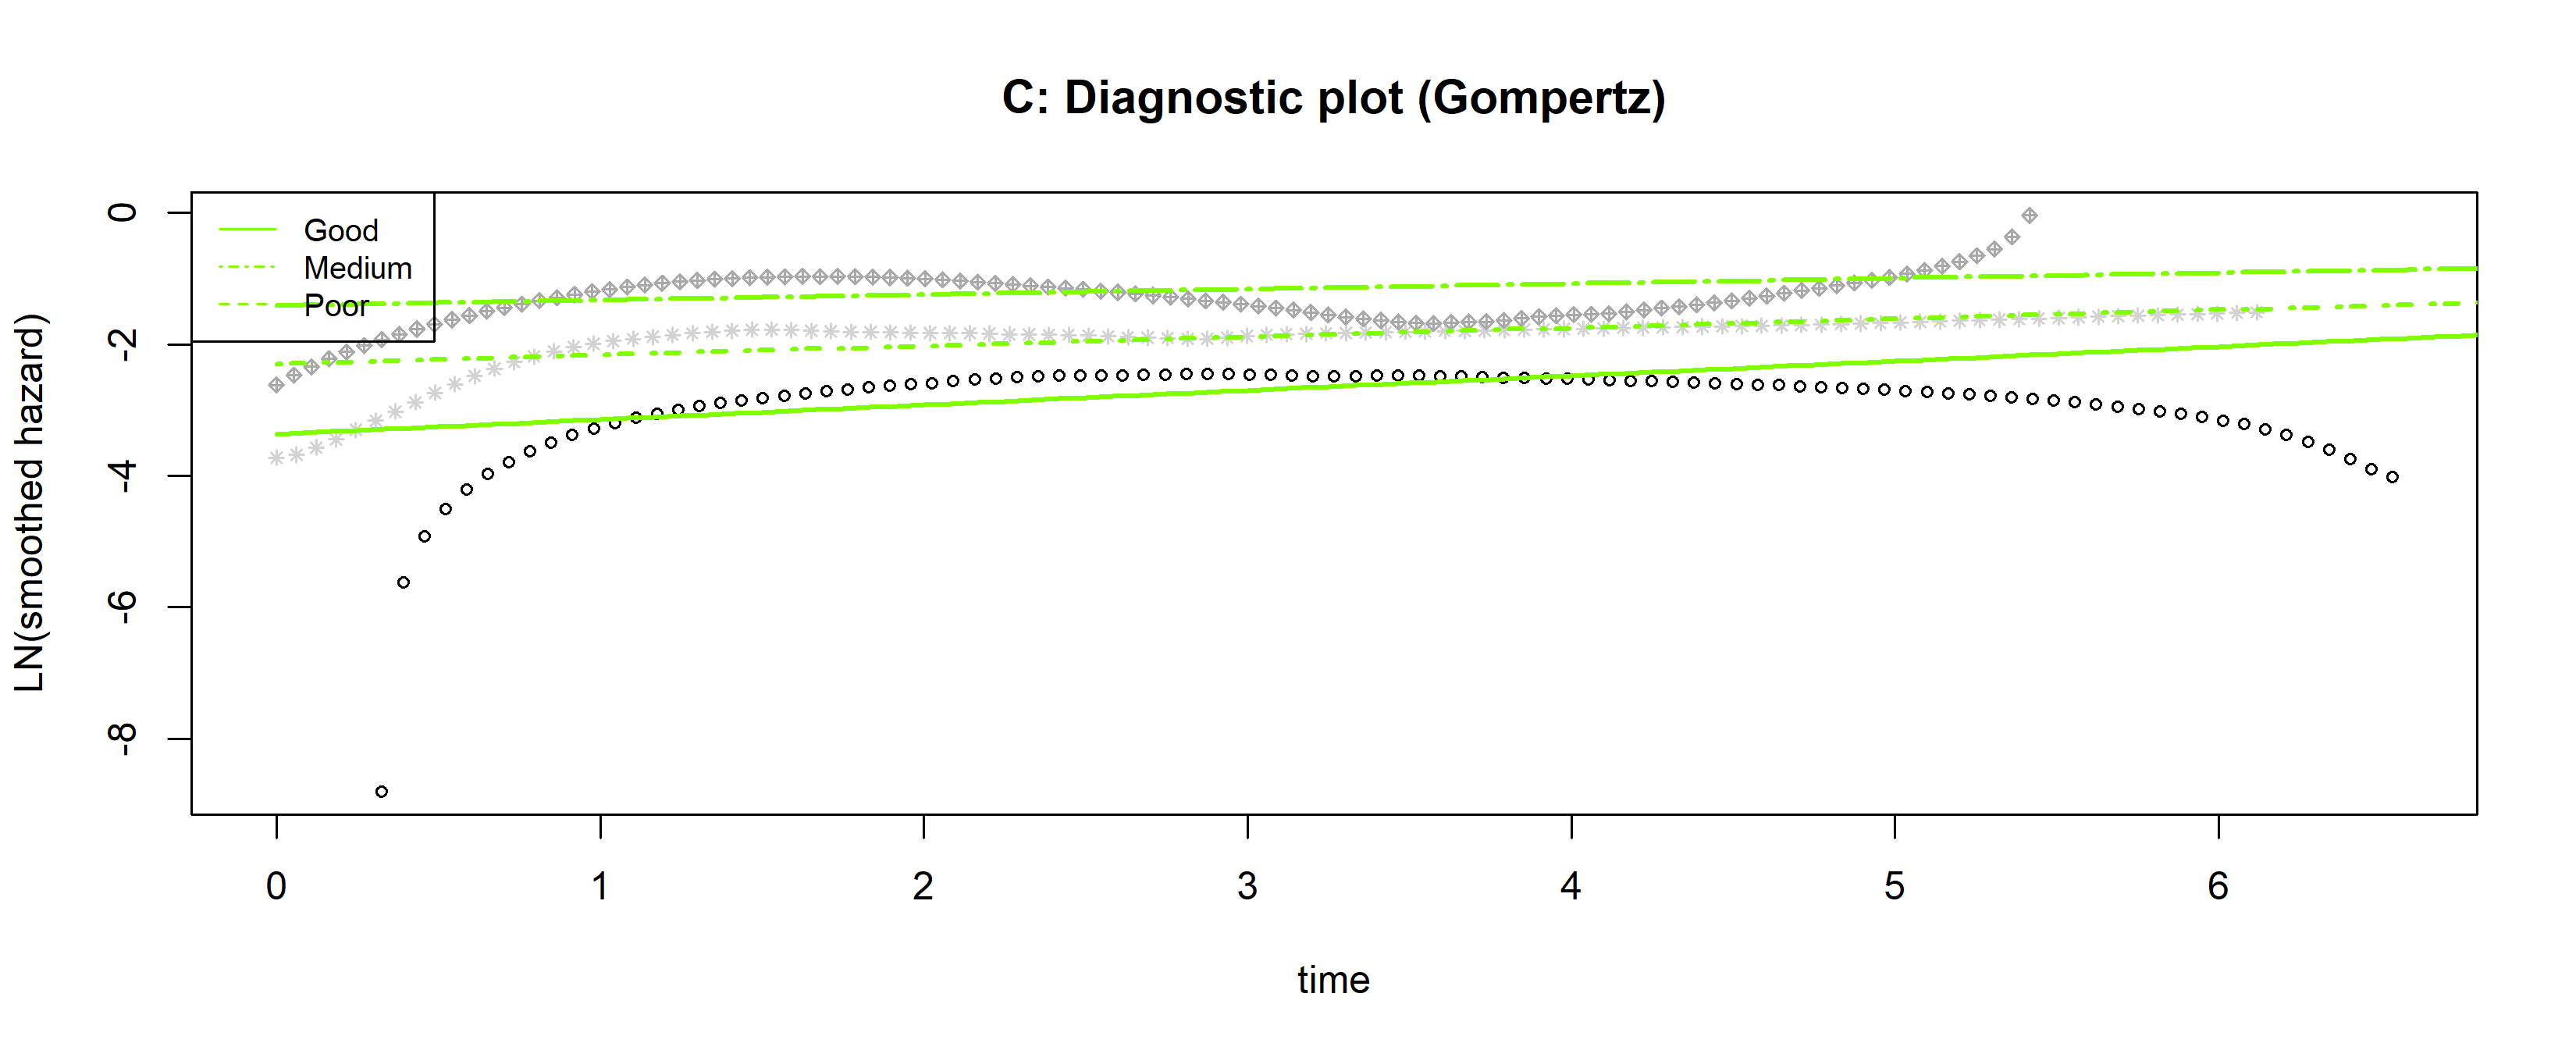 C: Diagnostic plot (Gompertz)
Good
Medium
Poor
LN(smoothed hazard)
0
-2
-4
-6
-8
0 1 2 3 4 5 6
time